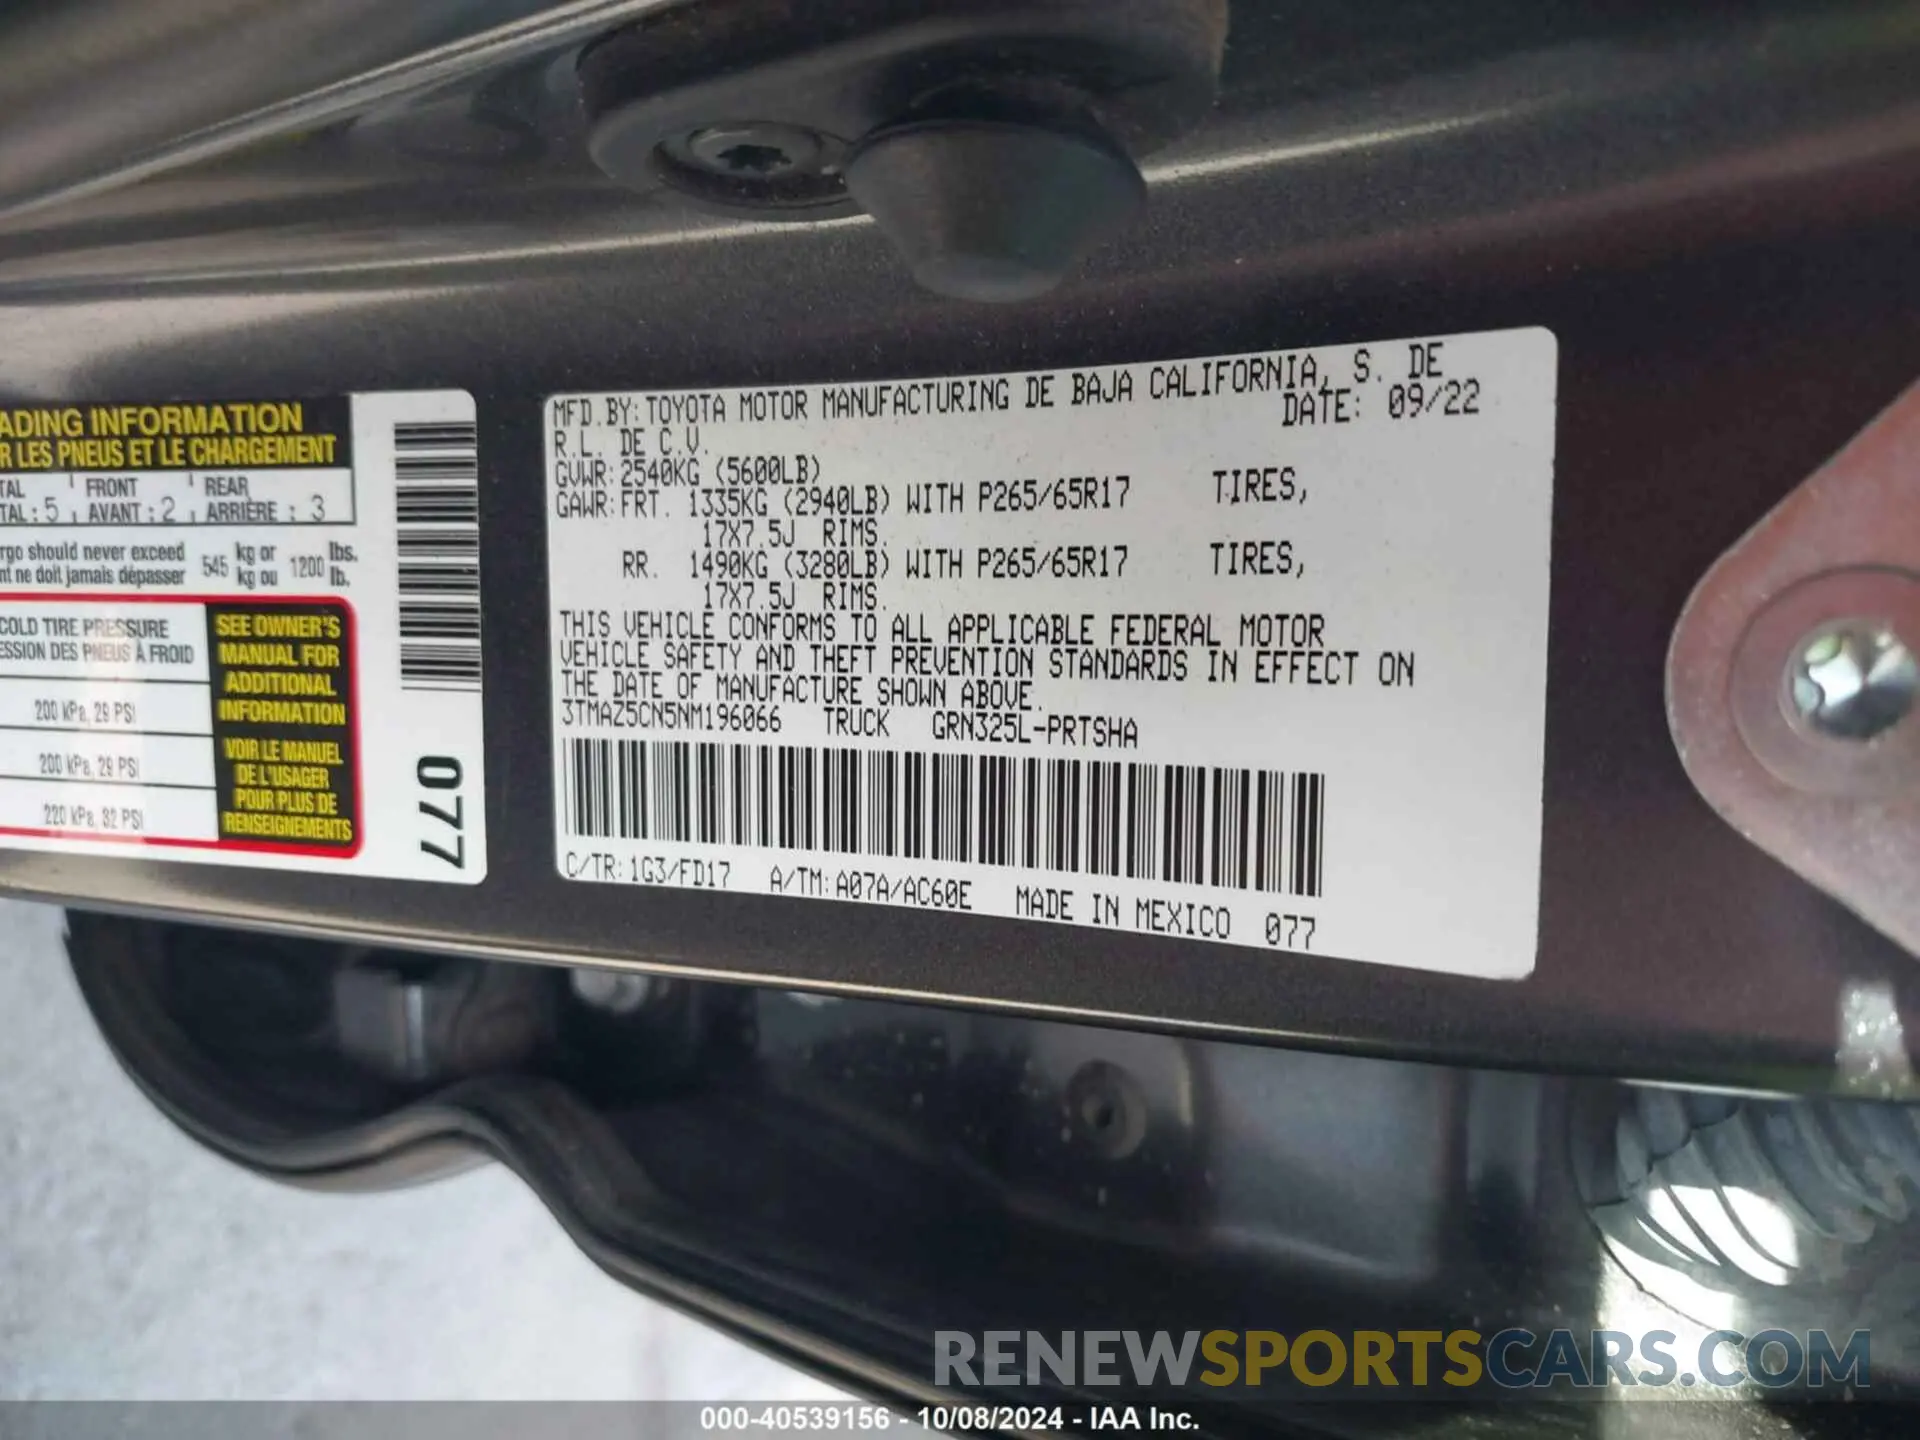 ADING INFORMATION
R LES PNEUS ET LE CHARGEMENT
TAL FRONT REAR
TAL : 5 AVANT : 2 ARRIÈRE : 3
rgo should never exceed 545 kg or 1200 lbs.
nt ne doit jamais dépasser kg ou lb.
COLD TIRE PRESSURE
ESSION DES PNEUS À FROID
200 kPa, 29 PSI
200 kPa, 29 PSI
220 kPa, 32 PSI
SEE OWNER'S
MANUAL FOR
ADDITIONAL
INFORMATION
VOIR LE MANUEL
DE L'USAGER
POUR PLUS DE
RENSEIGNEMENTS
077
MFD.BY:TOYOTA MOTOR MANUFACTURING DE BAJA CALIFORNIA, S. DE
R.L. DE C.V. DATE: 09/22
GVWR:2540KG (5600LB)
GAWR:FRT. 1335KG (2940LB) WITH P265/65R17 TIRES,
17X7.5J RIMS.
RR. 1490KG (3280LB) WITH P265/65R17 TIRES,
17X7.5J RIMS.
THIS VEHICLE CONFORMS TO ALL APPLICABLE FEDERAL MOTOR
VEHICLE SAFETY AND THEFT PREVENTION STANDARDS IN EFFECT ON
THE DATE OF MANUFACTURE SHOWN ABOVE.
3TMAZ5CN5NM196066 TRUCK GRN325L-PRTSHA
C/TR:1G3/FD17 A/TM:A07A/AC60E MADE IN MEXICO 077
RENEWSPORTSCARS.COM
000-40539156 - 10/08/2024 - IAA Inc.